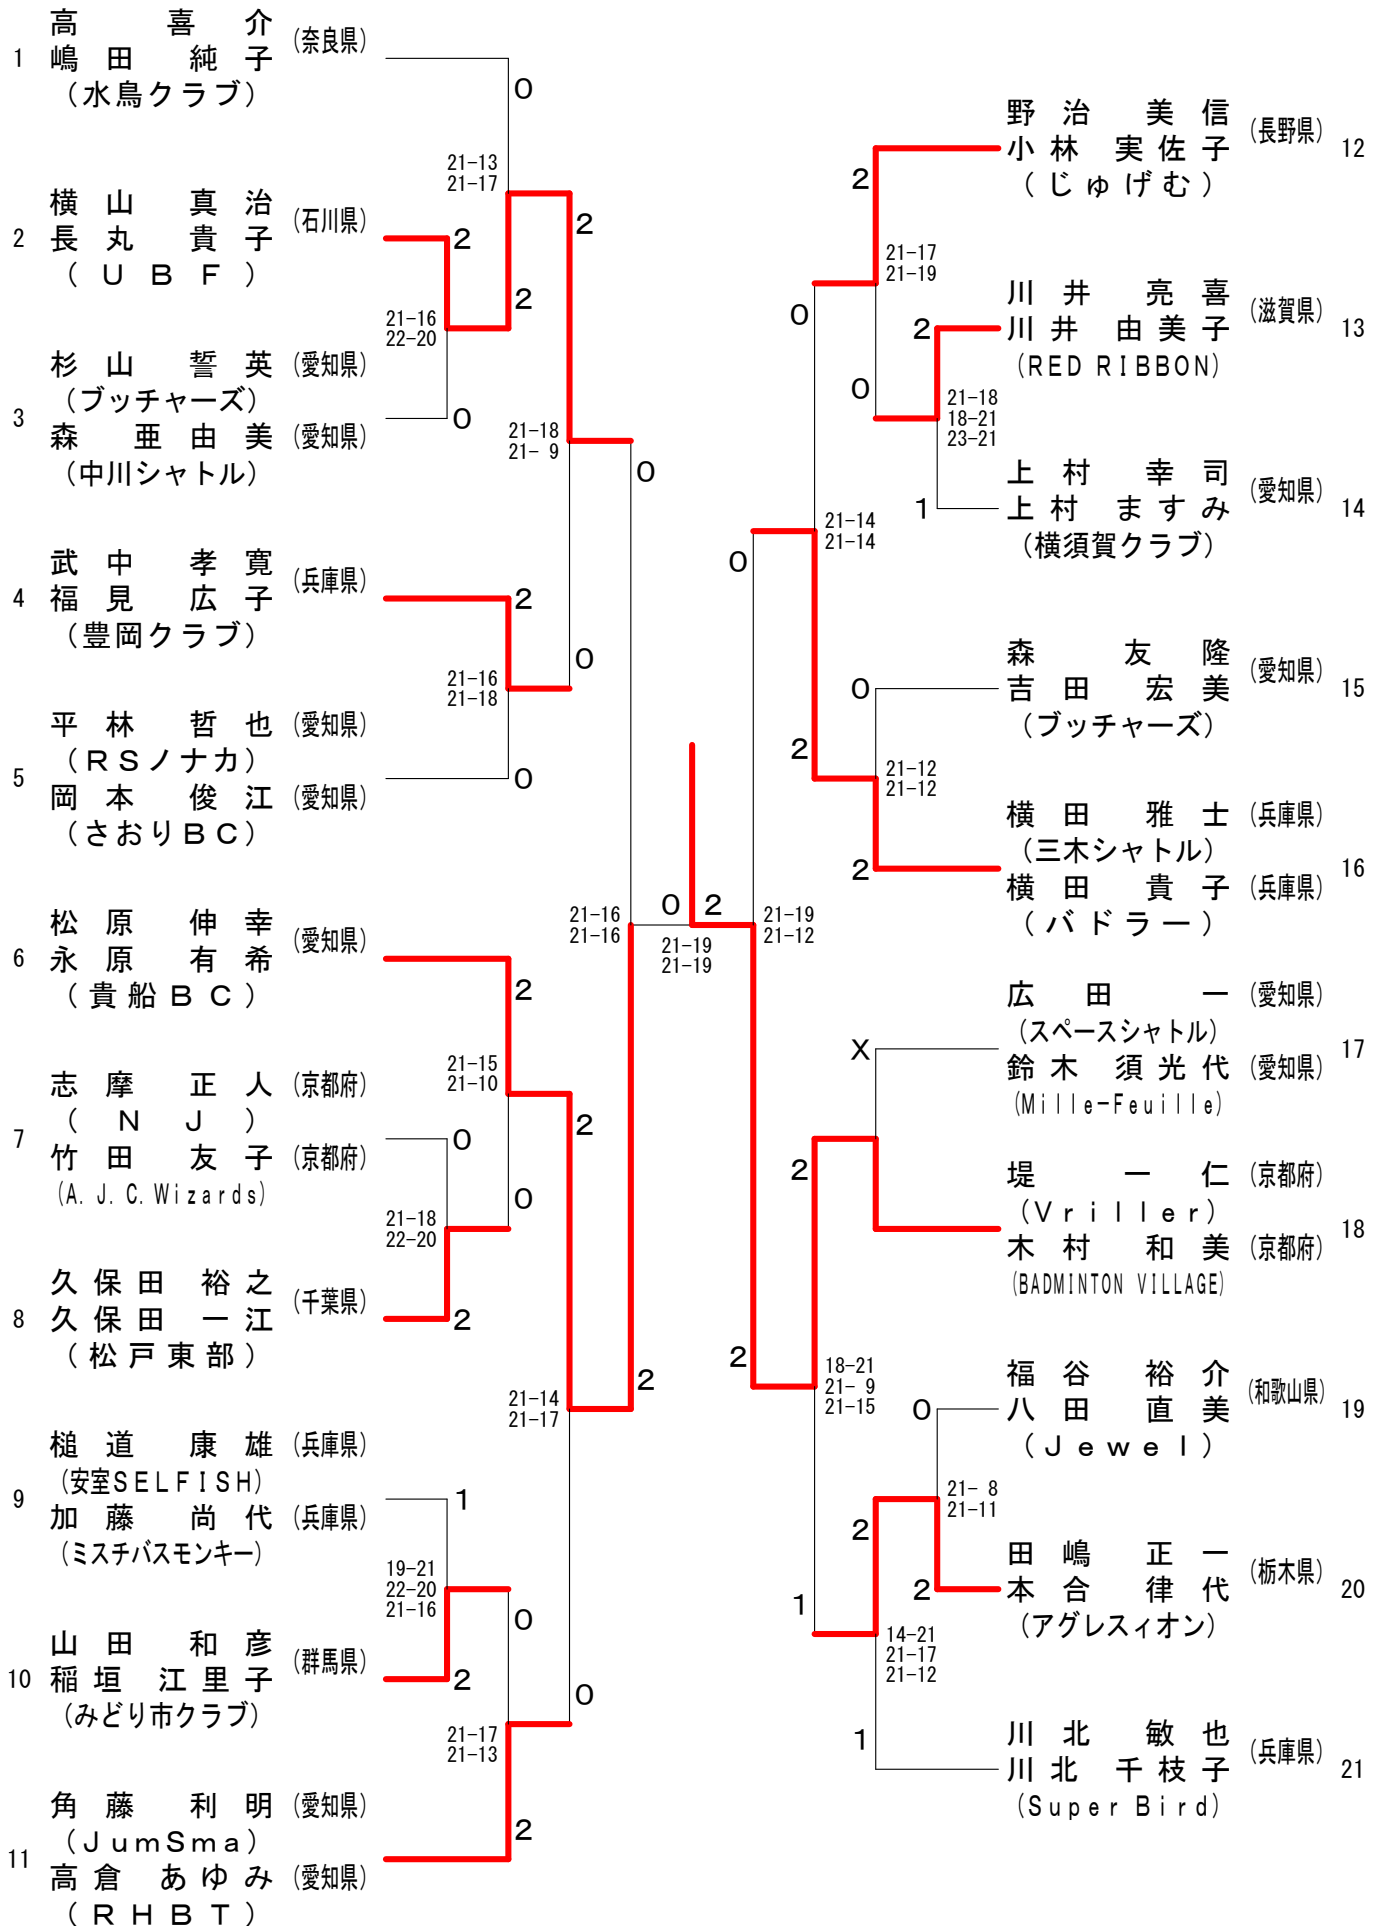 高 喜 介
1 嶋 田 純 子 (奈良県)
(水鳥クラブ)
横 山 真 治
2 長 丸 貴 子 (石川県)
(UBF)
杉 山 誓 英 (愛知県)
(ブッチャーズ)
3
森 亜 由 美 (愛知県)
(中川シャトル)
武 中 孝 寛
4 福 見 広 子 (兵庫県)
(豊岡クラブ)
平 林 哲 也 (愛知県)
(RSノナカ)
5
岡 本 俊 江 (愛知県)
(さおりBC)
松 原 伸 幸
6 永 原 有 希 (愛知県)
(貴船BC)
志 摩 正 人 (京都府)
(NJ)
7
竹 田 友 子 (京都府)
(A.J.C.Wizards)
久保田 裕之
8 久保田 一江 (千葉県)
(松戸東部)
槌 道 康 雄 (兵庫県)
(安室SELFISH)
9
加 藤 尚 代 (兵庫県)
(ミスチバスモンキー)
山 田 和 彦
10 稲垣 江里子 (群馬県)
(みどり市クラブ)
角 藤 利 明 (愛知県)
(JumSma)
11
高倉 あゆみ (愛知県)
(RHBT)
0
21-13
21-17
2
2
2
21-16
22-20
0
21-18
21- 9
0
2
0
21-16
21-18
0
21-16
21-16
2
21-15
21-10
2
0
0
21-18
22-20
2
21-14
21-17
2
1
19-21
22-20
21-16
0
2
0
21-17
21-13
2
0 2
21-19
21-19
野 治 美 信
小林 実佐子 (長野県) 12
(じゅげむ)
川 井 亮 喜
川井 由美子 (滋賀県) 13
(RED RIBBON)
上 村 幸 司
上村 ますみ (愛知県) 14
(横須賀クラブ)
森 友 隆
吉 田 宏 美 (愛知県) 15
(ブッチャーズ)
横 田 雅 士 (兵庫県)
(三木シャトル)
16
横 田 貴 子 (兵庫県)
(バドラー)
広 田 一 (愛知県)
(スペースシャトル)
17
鈴木 須光代 (愛知県)
(Mille-Feuille)
堤 一 仁 (京都府)
(Vriller)
18
木 村 和 美 (京都府)
(BADMINTON VILLAGE)
福 谷 裕 介
八 田 直 美 (和歌山県) 19
(Jewel)
田 嶋 正 一
本 合 律 代 (栃木県) 20
(アグレスィオン)
川 北 敏 也
川北 千枝子 (兵庫県) 21
(Super Bird)
2
21-17
21-19
0
2
0
21-18
18-21
23-21
1
21-14
21-14
0
0
2
21-12
21-12
2
21-19
21-12
X
2
2
18-21
21- 9
21-15
0
21- 8
21-11
2
2
1
14-21
21-17
21-12
1